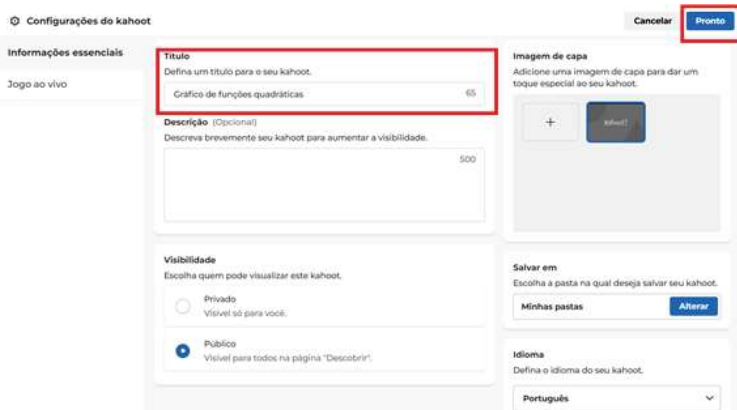 Configurações do kahoot
Cancelar
Pronto
Informações essenciais
Jogo ao vivo
Título
Defina um título para o seu kahoot.
Gráfico de funções quadráticas
65
Descrição (Opcional)
Descreva brevemente seu kahoot para aumentar a visibilidade.
500
Visibilidade
Escolha quem pode visualizar este kahoot.
Privado
Visível só para você.
Público
Visível para todos na página "Descobrir".
Imagem de capa
Adicione uma imagem de capa para dar um
toque especial ao seu kahoot.
+
Kahoot!
Salvar em
Escolha a pasta na qual deseja salvar seu kahoot.
Minhas pastas
Alterar
Idioma
Defina o idioma do seu kahoot.
Português